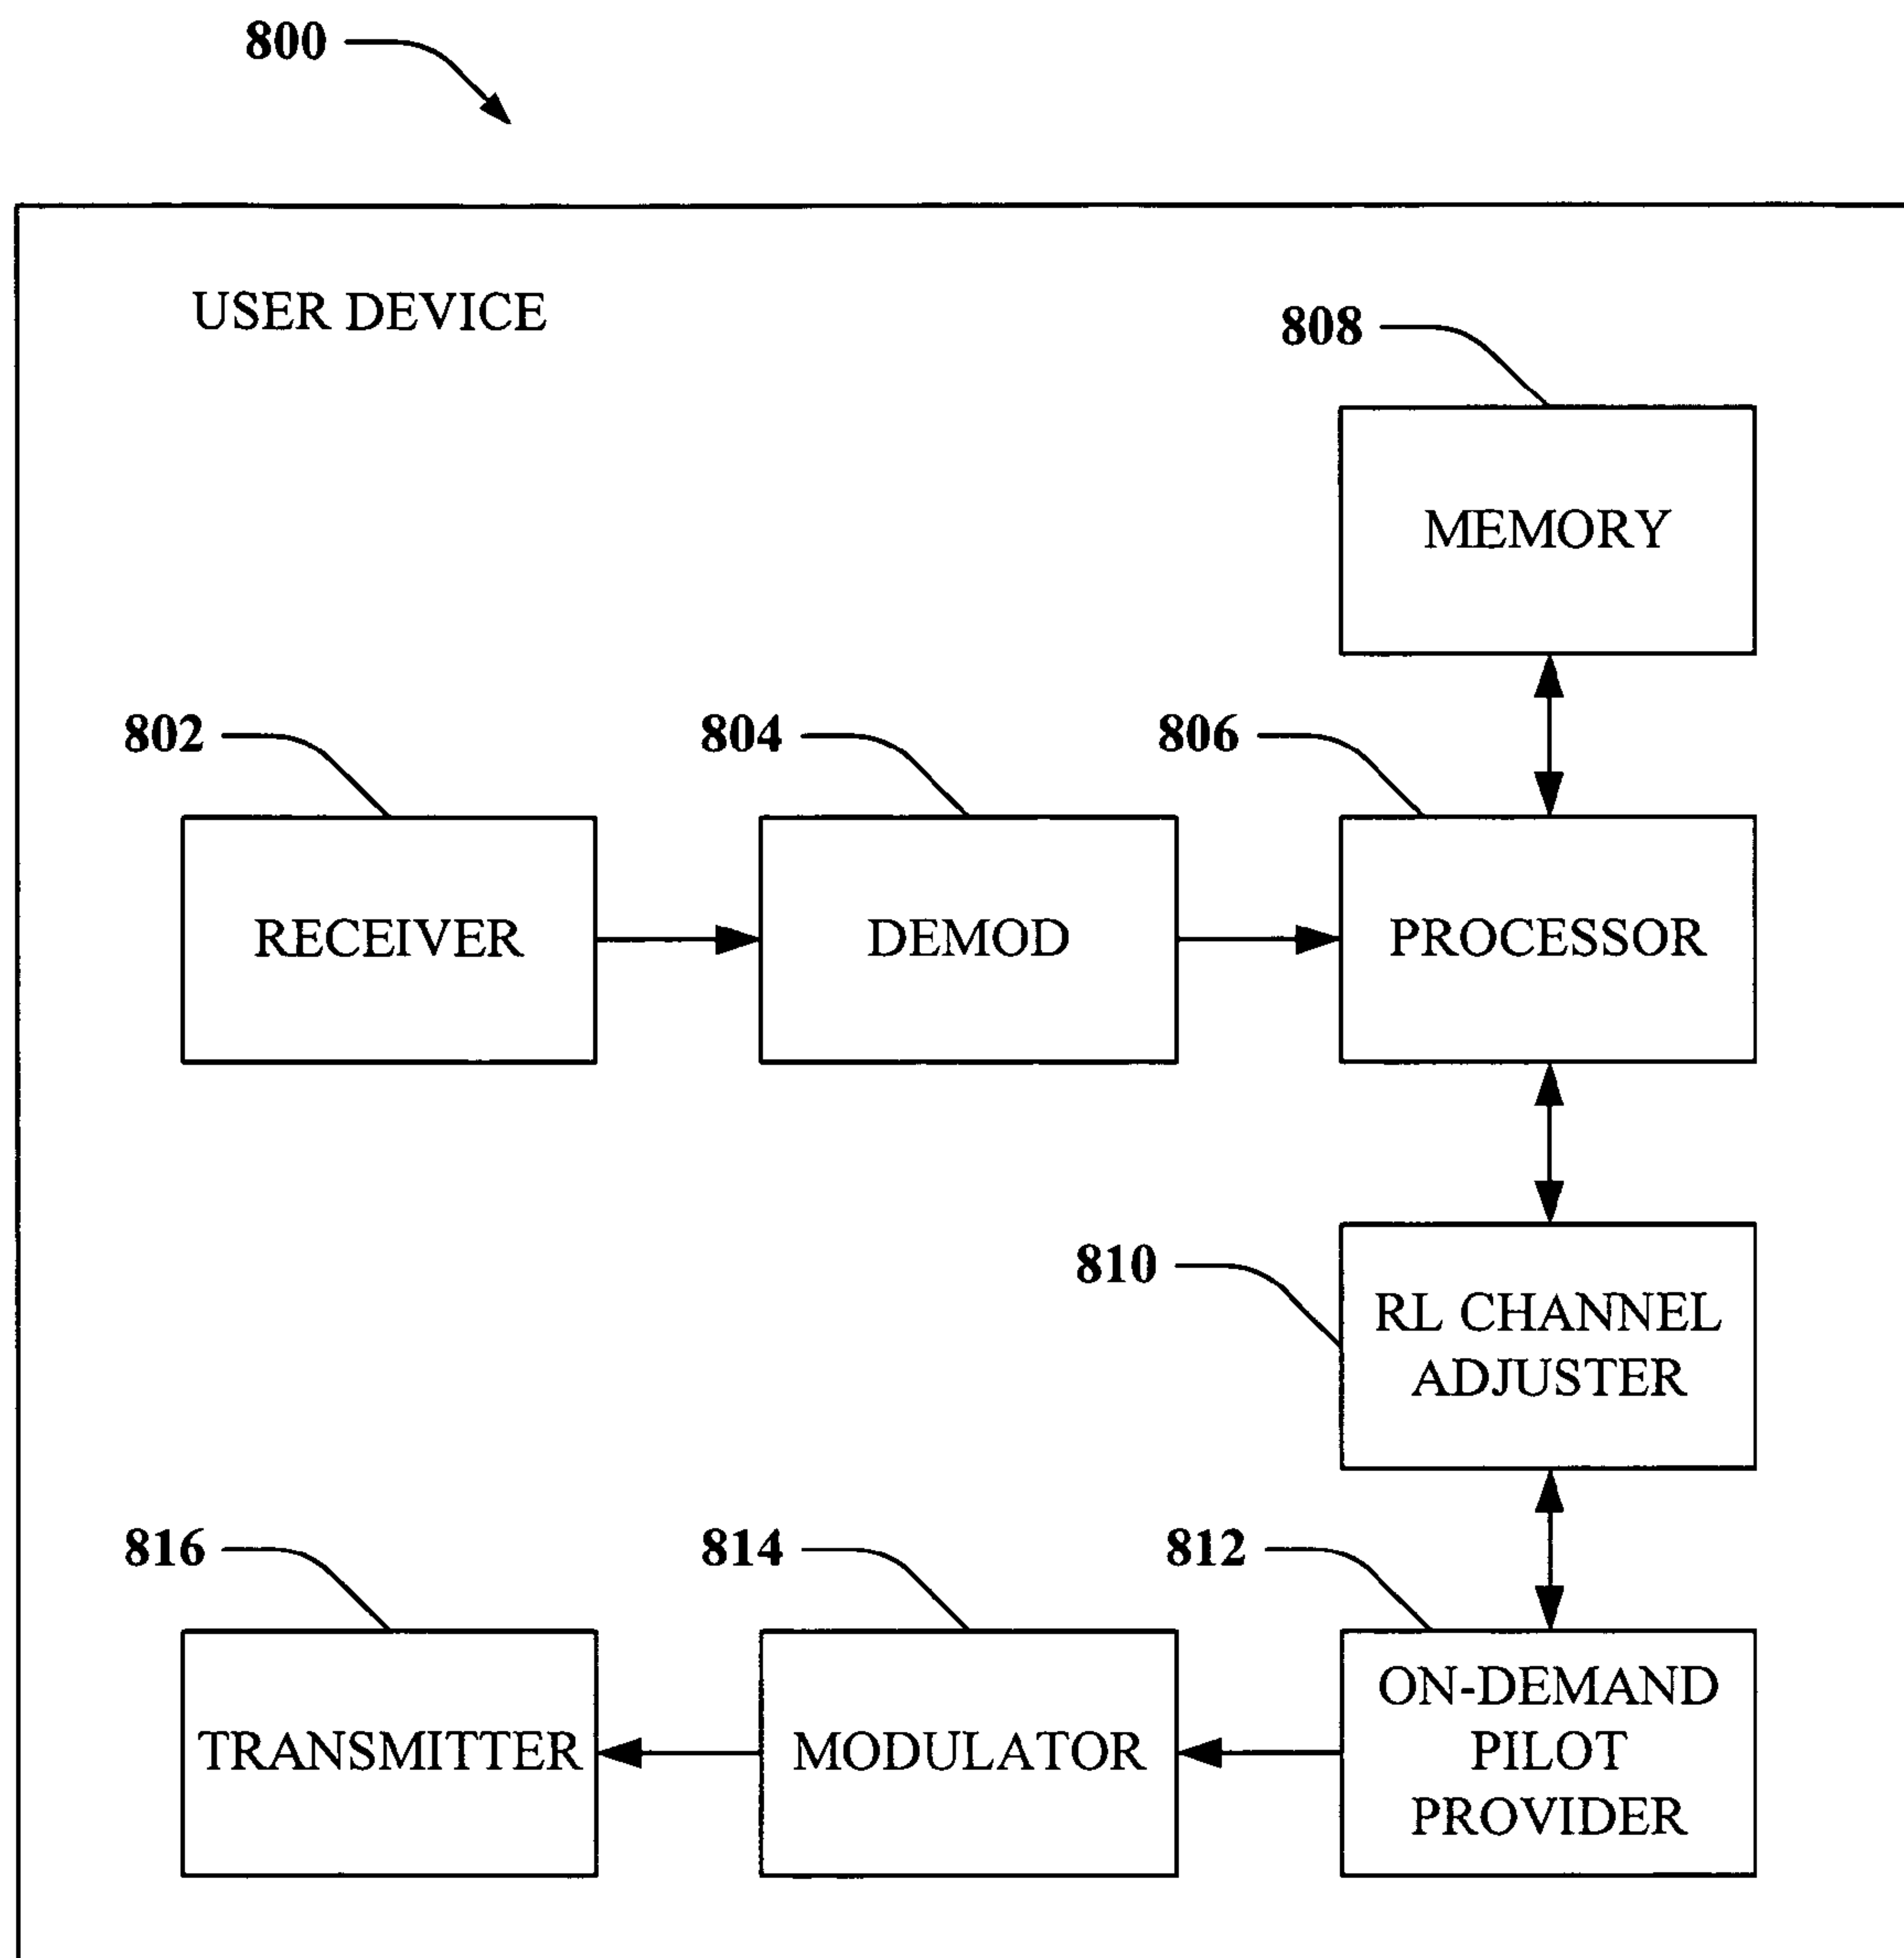 800
USER DEVICE
808
MEMORY
802
804
806
RECEIVER
DEMOD
PROCESSOR
810
RL CHANNEL
ADJUSTER
816
814
812
TRANSMITTER
MODULATOR
ON-DEMAND
PILOT
PROVIDER